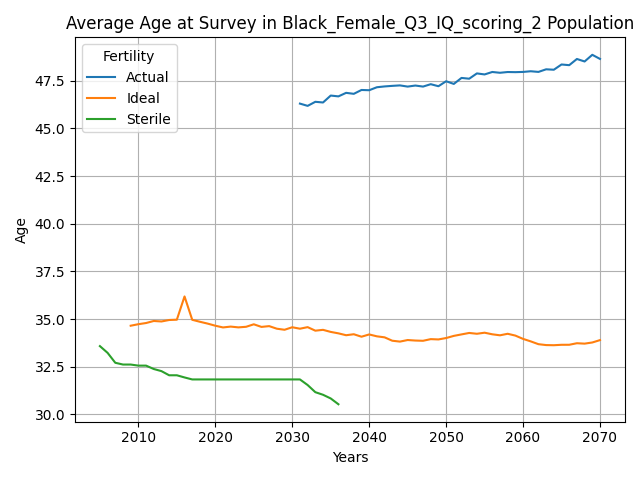 Average Age at Survey in Black_Female_Q3_IQ_scoring_2 Population
Fertility
Actual
Ideal
Sterile
47.5
45.0
42.5
40.0
37.5
35.0
32.5
30.0
Age
2010
2020
2030
2040
2050
2060
2070
Years